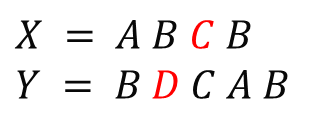 X = A B C B
Y = B D C A B